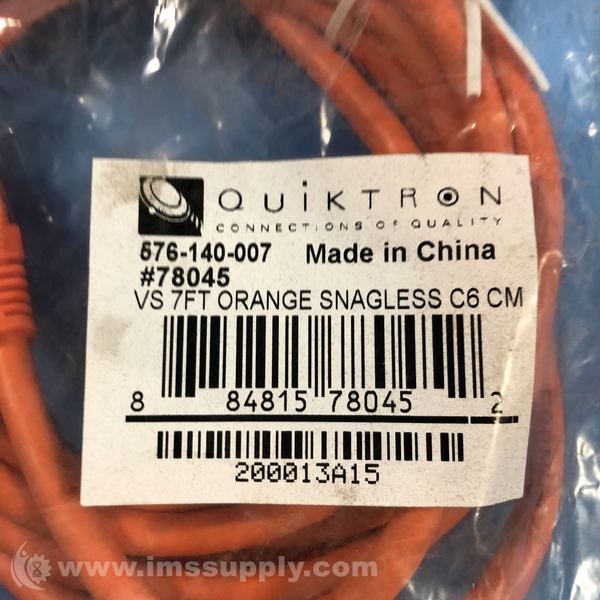 QUiKTRON
CONNECTIONS OF QUALITY
576-140-007 Made in China
#78045
VS 7FT ORANGE SNAGLESS C6 CM
8 84815 78045 2
200013A15
www.imssupply.com